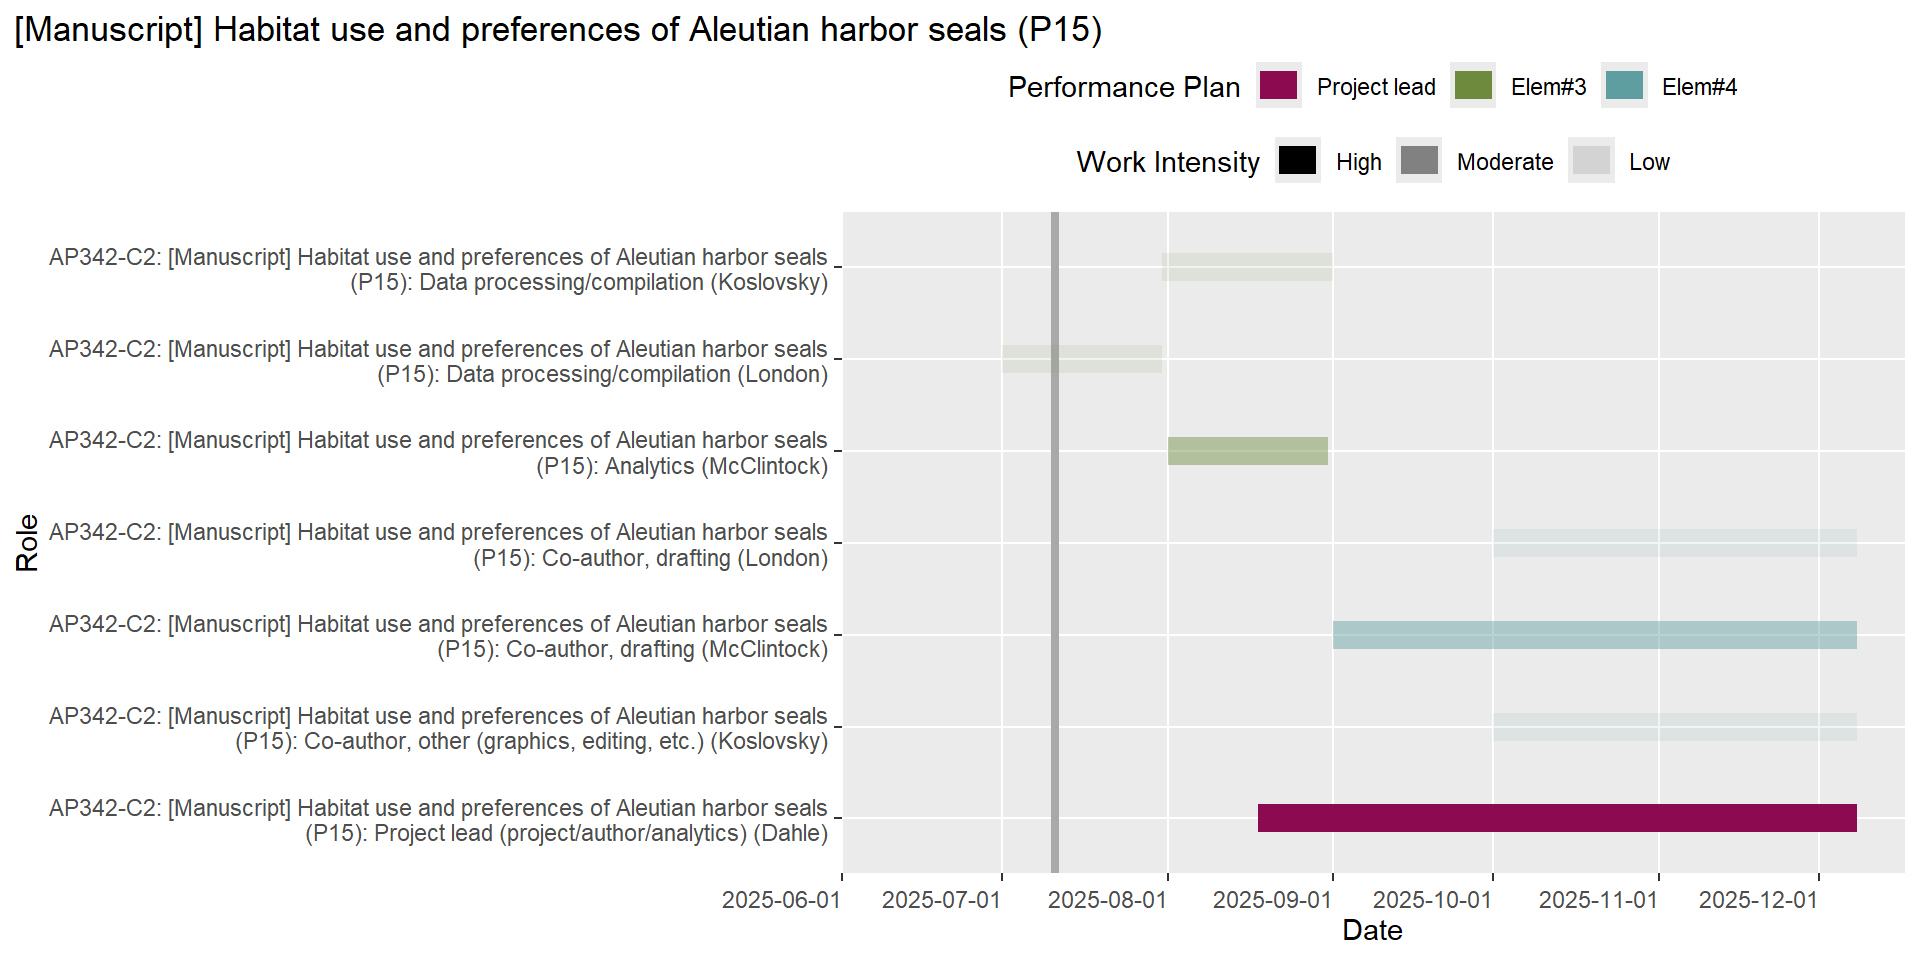 [Manuscript] Habitat use and preferences of Aleutian harbor seals (P15)
Performance Plan Project lead Elem#3 Elem#4
Work Intensity High Moderate Low
AP342-C2: [Manuscript] Habitat use and preferences of Aleutian harbor seals
(P15): Data processing/compilation (Koslovsky)
AP342-C2: [Manuscript] Habitat use and preferences of Aleutian harbor seals
(P15): Data processing/compilation (London)
AP342-C2: [Manuscript] Habitat use and preferences of Aleutian harbor seals
(P15): Analytics (McClintock)
AP342-C2: [Manuscript] Habitat use and preferences of Aleutian harbor seals
(P15): Co-author, drafting (London)
AP342-C2: [Manuscript] Habitat use and preferences of Aleutian harbor seals
(P15): Co-author, drafting (McClintock)
AP342-C2: [Manuscript] Habitat use and preferences of Aleutian harbor seals
(P15): Co-author, other (graphics, editing, etc.) (Koslovsky)
AP342-C2: [Manuscript] Habitat use and preferences of Aleutian harbor seals
(P15): Project lead (project/author/analytics) (Dahle)
Role
2025-06-01 2025-07-01 2025-08-01 2025-09-01 2025-10-01 2025-11-01 2025-12-01
Date